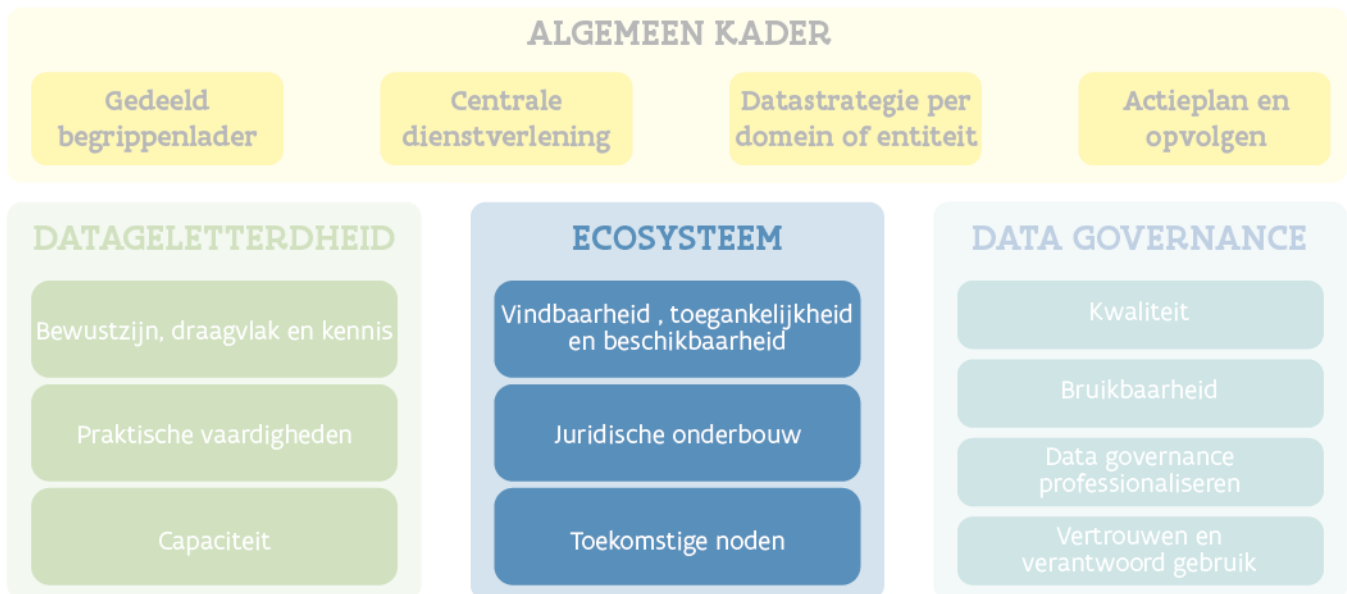 ALGEMEEN KADER
Gedeeld
begrippenlader
Centrale
dienstverlening
Datastrategie per
domein of entiteit
Actieplan en
opvolgen
DATAGELETTERDHEID
Bewustzijn, draagvlak en kennis
Praktische vaardigheden
Capaciteit
ECOSYSTEEM
Vindbaarheid , toegankelijkheid
en beschikbaarheid
Juridische onderbouw
Toekomstige noden
DATA GOVERNANCE
Kwaliteit
Bruikbaarheid
Data governance
professionaliseren
Vertrouwen en
verantwoord gebruik